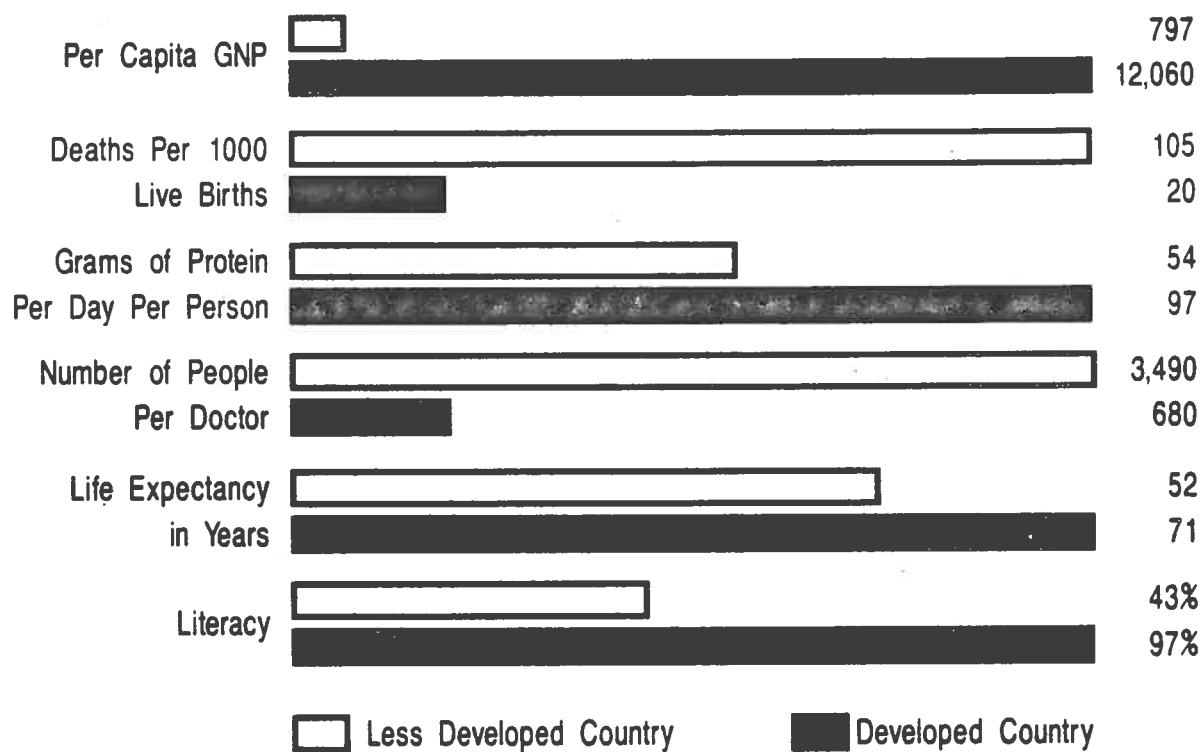 Per Capita GNP
797
12,060
Deaths Per 1000
105
Live Births
20
Grams of Protein
54
Per Day Per Person
97
Number of People
3,490
Per Doctor
680
Life Expectancy
52
in Years
71
Literacy
43%
97%
Less Developed Country
Developed Country